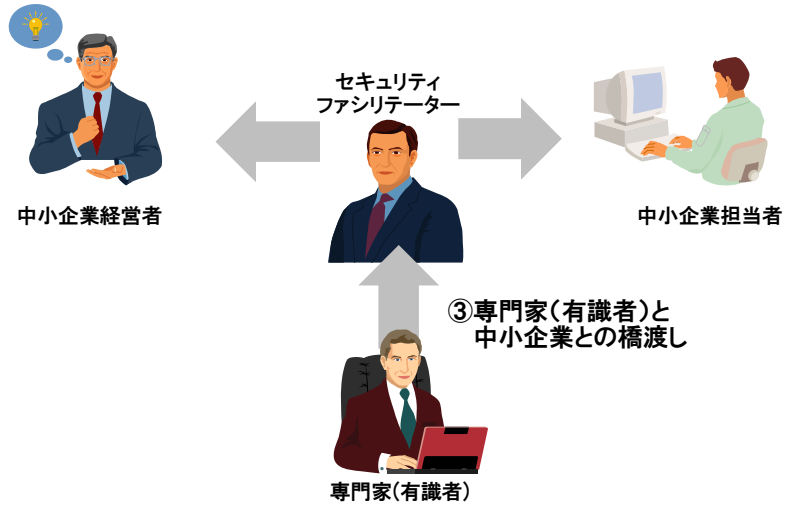 セキュリティ
ファシリテーター
中小企業経営者
中小企業担当者
③専門家(有識者)と
中小企業との橋渡し
専門家(有識者)